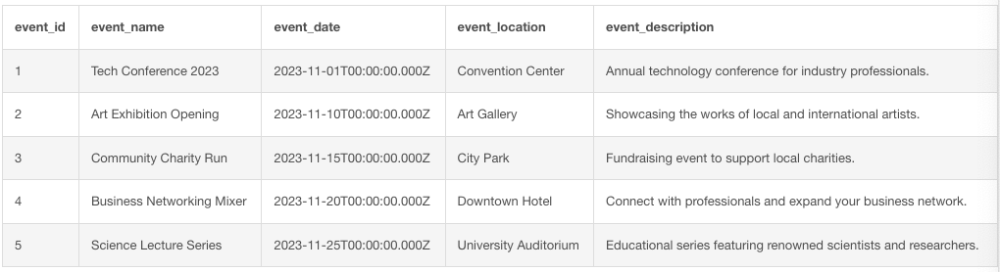 event_id event_name event_date event_location event_description
1 Tech Conference 2023 2023-11-01T00:00:00.000Z Convention Center Annual technology conference for industry professionals.
2 Art Exhibition Opening 2023-11-10T00:00:00.000Z Art Gallery Showcasing the works of local and international artists.
3 Community Charity Run 2023-11-15T00:00:00.000Z City Park Fundraising event to support local charities.
4 Business Networking Mixer 2023-11-20T00:00:00.000Z Downtown Hotel Connect with professionals and expand your business network.
5 Science Lecture Series 2023-11-25T00:00:00.000Z University Auditorium Educational series featuring renowned scientists and researchers.